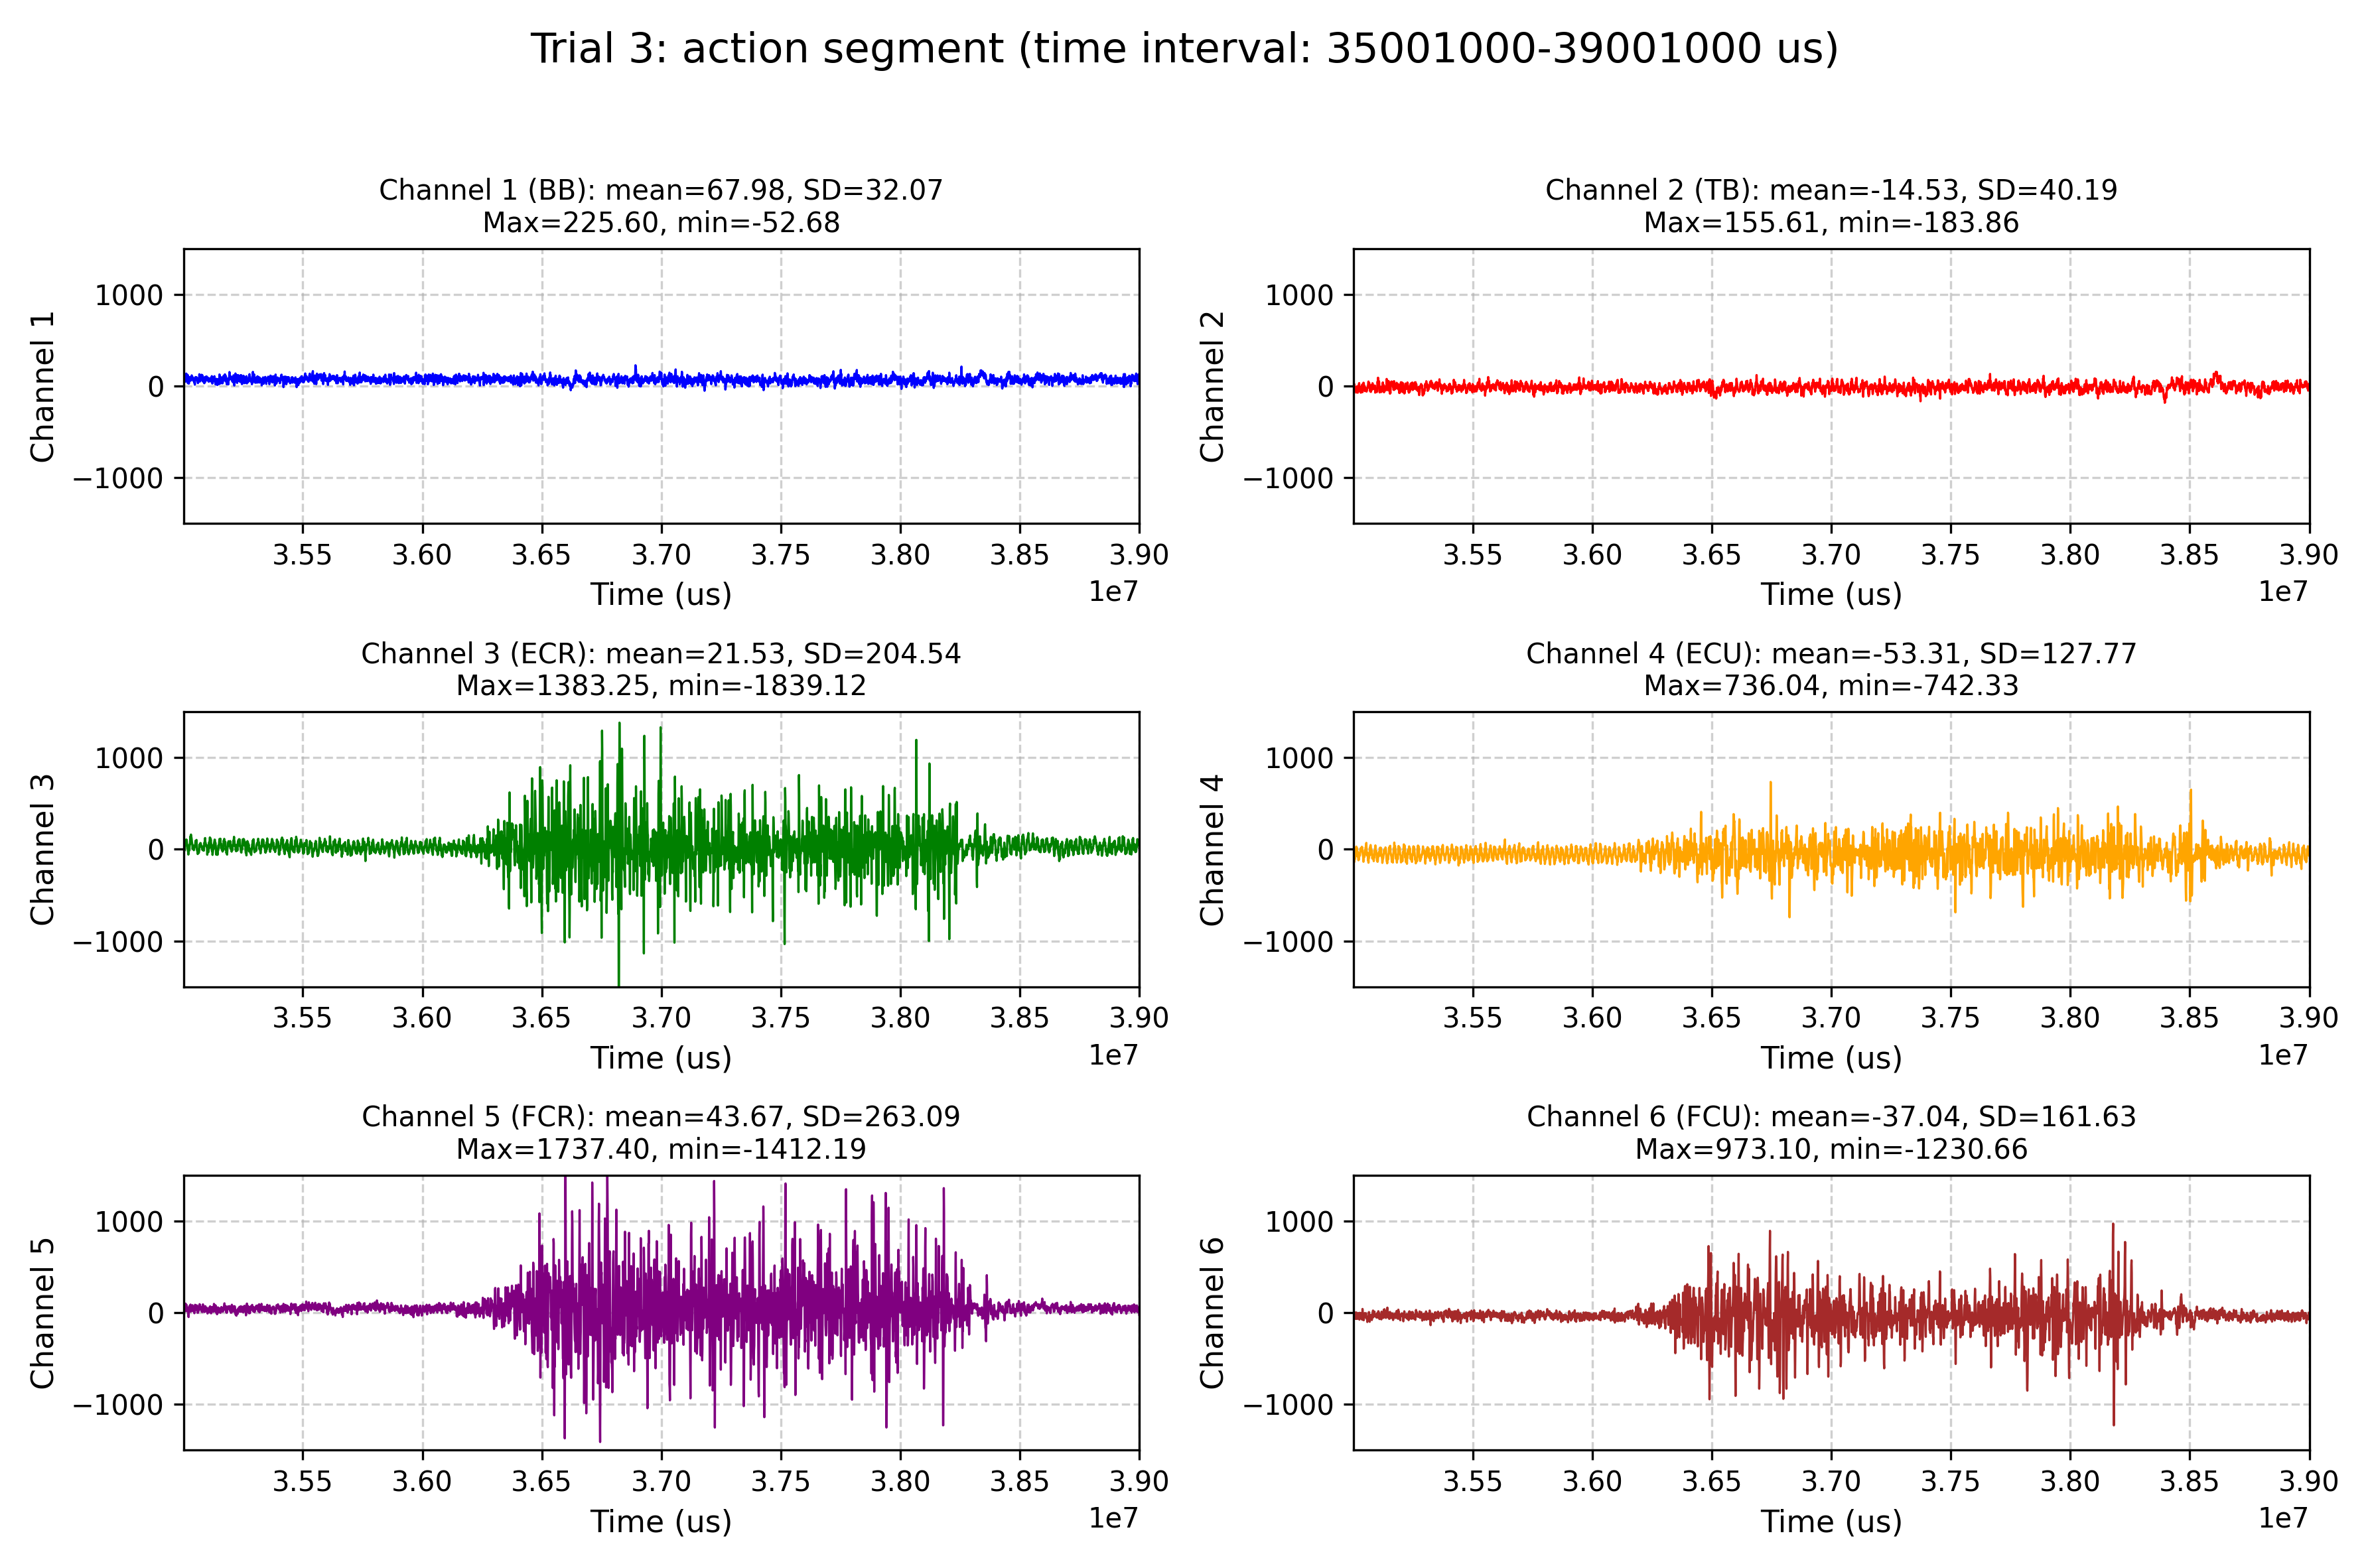 Trial 3: action segment (time interval: 35001000-39001000 us)
Channel 1 (BB): mean=67.98, SD=32.07
Max=225.60, min=-52.68
Channel 1
1000
0
−1000
3.55 3.60 3.65 3.70 3.75 3.80 3.85 3.90
Time (us)
1e7
Channel 2 (TB): mean=-14.53, SD=40.19
Max=155.61, min=-183.86
Channel 2
1000
0
−1000
3.55 3.60 3.65 3.70 3.75 3.80 3.85 3.90
Time (us)
1e7
Channel 3 (ECR): mean=21.53, SD=204.54
Max=1383.25, min=-1839.12
Channel 3
1000
0
−1000
3.55 3.60 3.65 3.70 3.75 3.80 3.85 3.90
Time (us)
1e7
Channel 4 (ECU): mean=-53.31, SD=127.77
Max=736.04, min=-742.33
Channel 4
1000
0
−1000
3.55 3.60 3.65 3.70 3.75 3.80 3.85 3.90
Time (us)
1e7
Channel 5 (FCR): mean=43.67, SD=263.09
Max=1737.40, min=-1412.19
Channel 5
1000
0
−1000
3.55 3.60 3.65 3.70 3.75 3.80 3.85 3.90
Time (us)
1e7
Channel 6 (FCU): mean=-37.04, SD=161.63
Max=973.10, min=-1230.66
Channel 6
1000
0
−1000
3.55 3.60 3.65 3.70 3.75 3.80 3.85 3.90
Time (us)
1e7